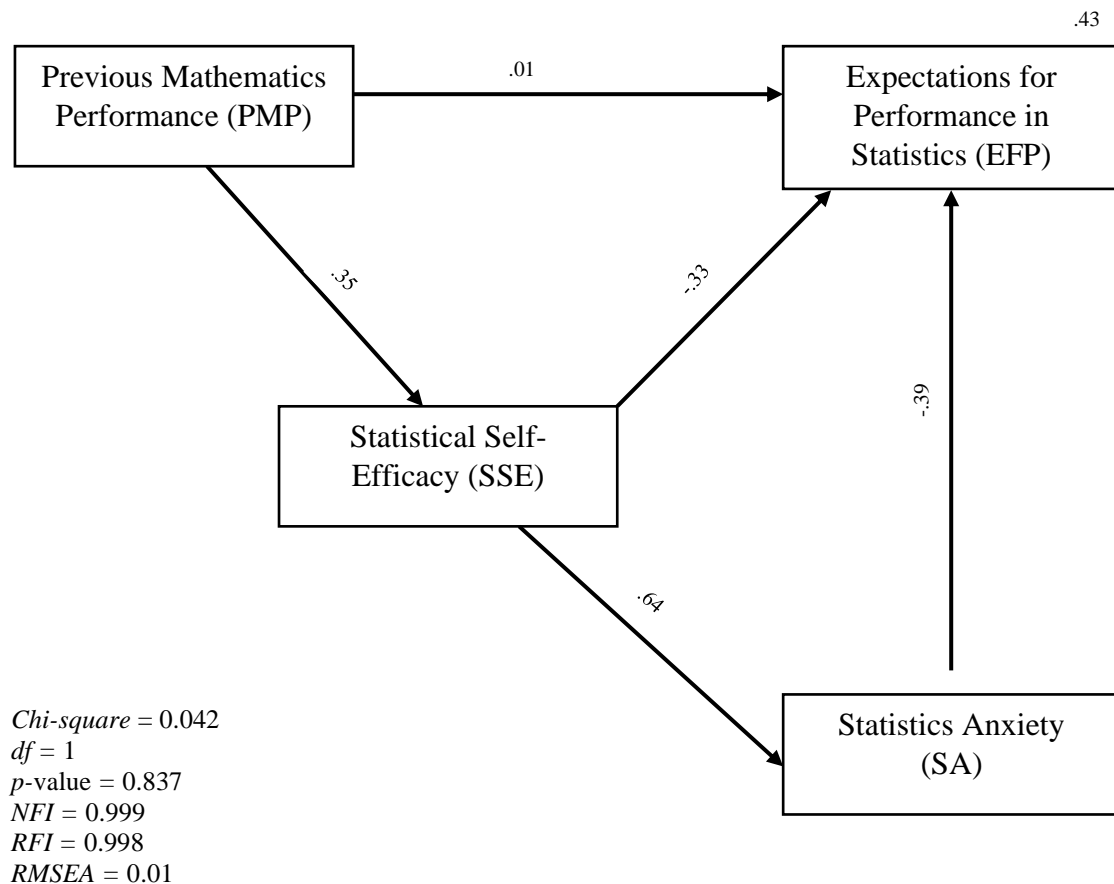 .43
Previous Mathematics
Performance (PMP)
.01
Expectations for
Performance in
Statistics (EFP)
.35
-.33
-.39
Statistical Self-
Efficacy (SSE)
.64
Statistics Anxiety
(SA)
Chi-square = 0.042
df = 1
p-value = 0.837
NFI = 0.999
RFI = 0.998
RMSEA = 0.01